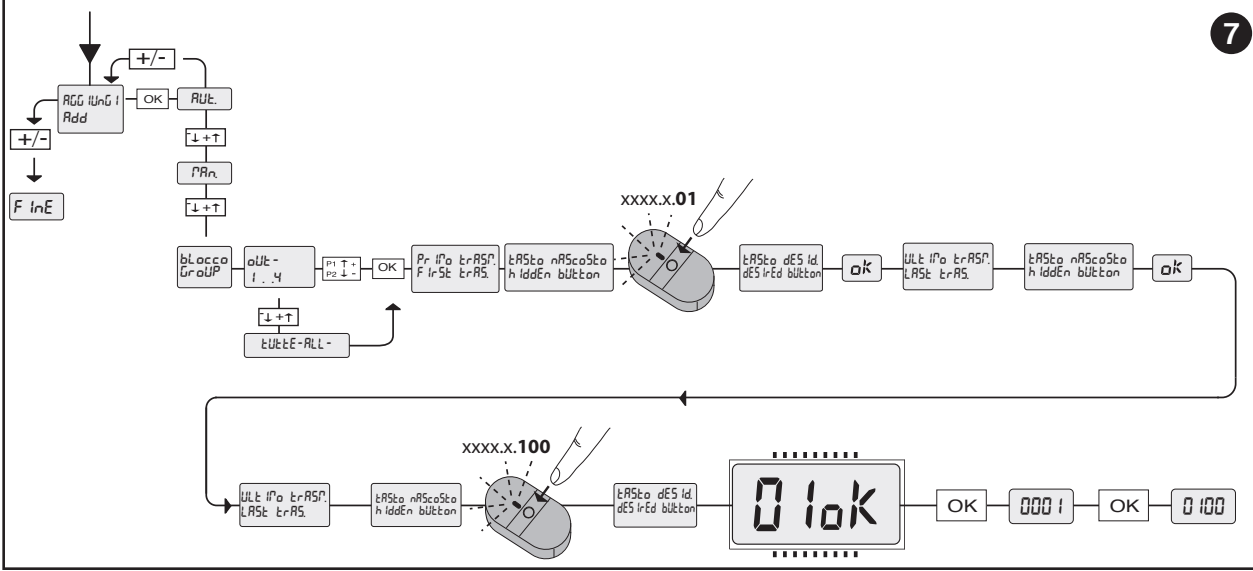 7
+/-
AGGIUnGI
Add
OK
AUt.
+/-
FInE
-↓+↑
MAn.
-↓+↑
bLocco
GroUP
oUt-
1...4
P1 ↑ +
P2 ↓ -
OK
-↓+↑
tUttE-ALL-
PrIMo trASM.
FIrSt trAS.
tASto nAScoSto
hIddEn bUtton
xxxx.x.01
tASto dESId.
dESIrEd bUtton
ok
ULtIMo trASM.
LASt trAS.
tASto nAScoSto
hIddEn bUtton
ok
ULtIMo trASM.
LASt trAS.
tASto nAScoSto
hIddEn bUtton
xxxx.x.100
tASto dESId.
dESIrEd bUtton
01ok
OK
0001
OK
0100